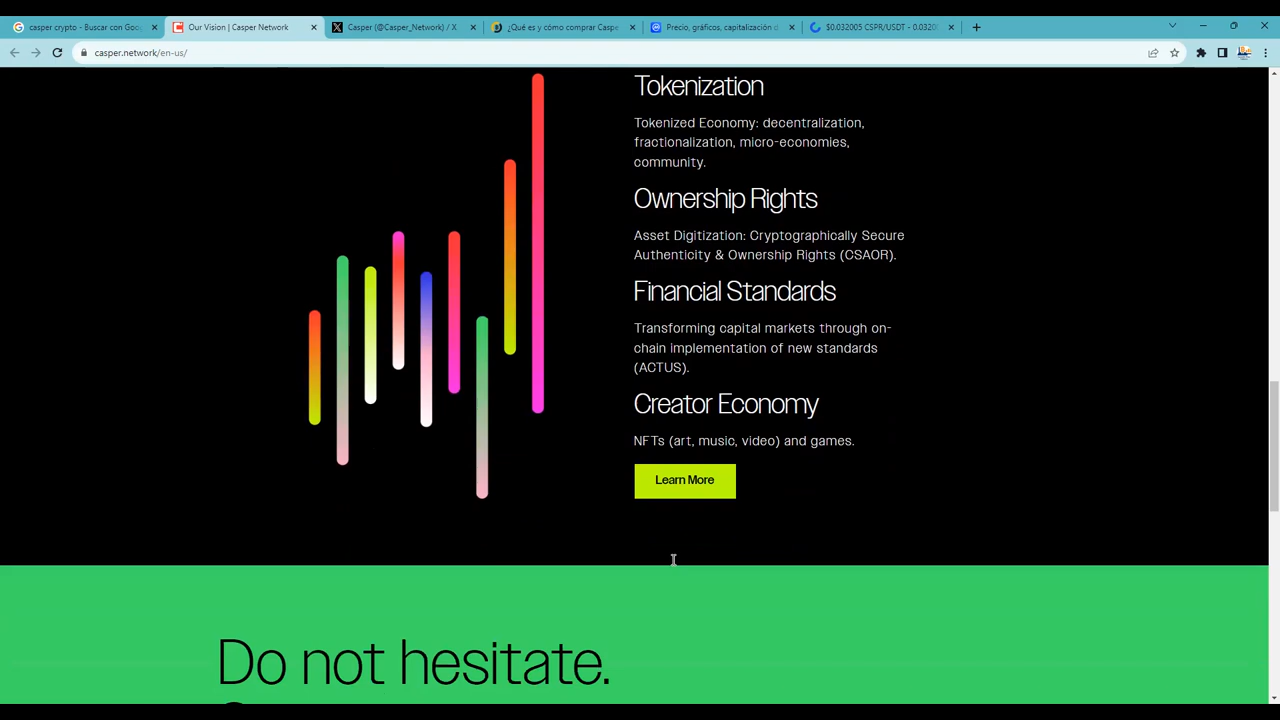 casper crypto - Buscar con Goo
Our Vision | Casper Network
Casper (@Casper_Network) / X
¿Qué es y cómo comprar Caspe
Precio, gráficos, capitalización d
$0.032005 CSPR/USDT - 0.0320
casper.network/en-us/
Tokenization
Tokenized Economy: decentralization,
fractionalization, micro-economies,
community.
Ownership Rights
Asset Digitization: Cryptographically Secure
Authenticity & Ownership Rights (CSAOR).
Financial Standards
Transforming capital markets through on-
chain implementation of new standards
(ACTUS).
Creator Economy
NFTs (art, music, video) and games.
Learn More
Do not hesitate.